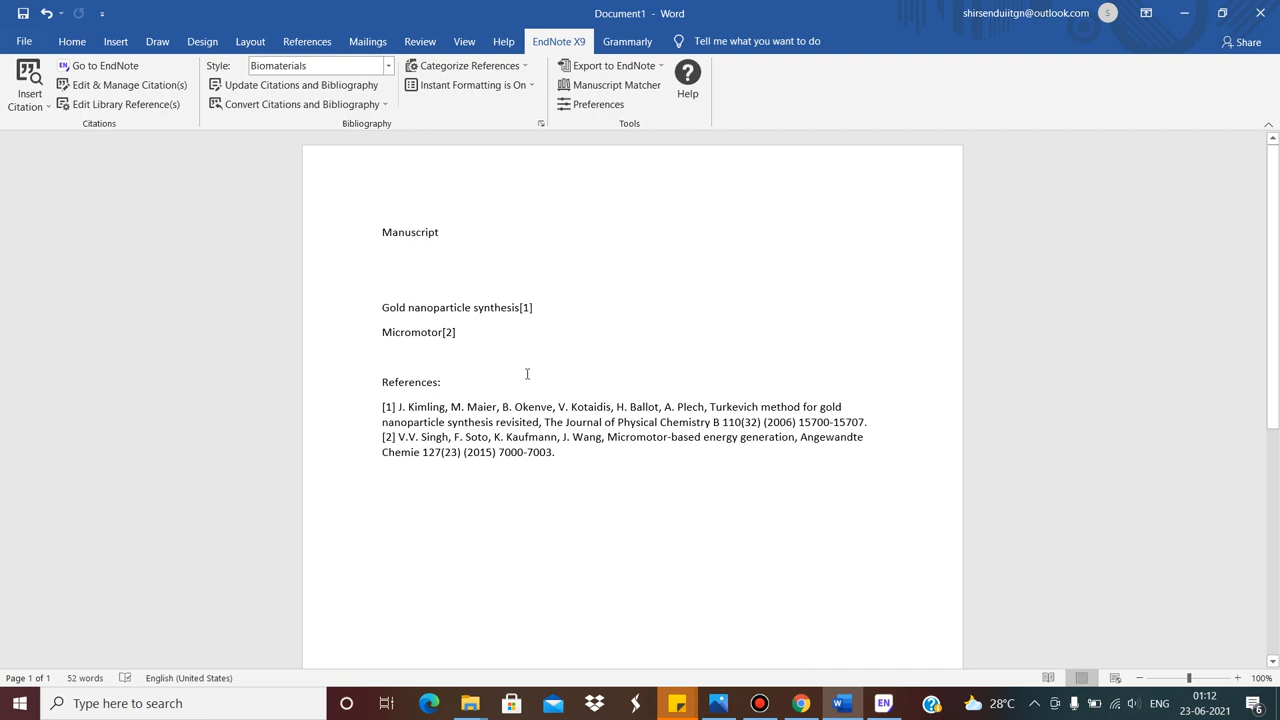 Document1 - Word
shirsenduiitgn@outlook.com
S
File Home Insert Draw Design Layout References Mailings Review View Help EndNote X9 Grammarly Tell me what you want to do Share
Insert Citation
EN Go to EndNote
Edit & Manage Citation(s)
Edit Library Reference(s)
Citations
Style: Biomaterials
Update Citations and Bibliography
Convert Citations and Bibliography
Categorize References
Instant Formatting is On
Bibliography
Export to EndNote
Manuscript Matcher
Preferences
? Help
Tools
Manuscript
Gold nanoparticle synthesis[1]
Micromotor[2]
References:
[1] J. Kimling, M. Maier, B. Okenve, V. Kotaidis, H. Ballot, A. Plech, Turkevich method for gold
nanoparticle synthesis revisited, The Journal of Physical Chemistry B 110(32) (2006) 15700-15707.
[2] V.V. Singh, F. Soto, K. Kaufmann, J. Wang, Micromotor-based energy generation, Angewandte
Chemie 127(23) (2015) 7000-7003.
Page 1 of 1 52 words English (United States) 100%
Type here to search
W EN ? 28°C
01:12
23-06-2021
6